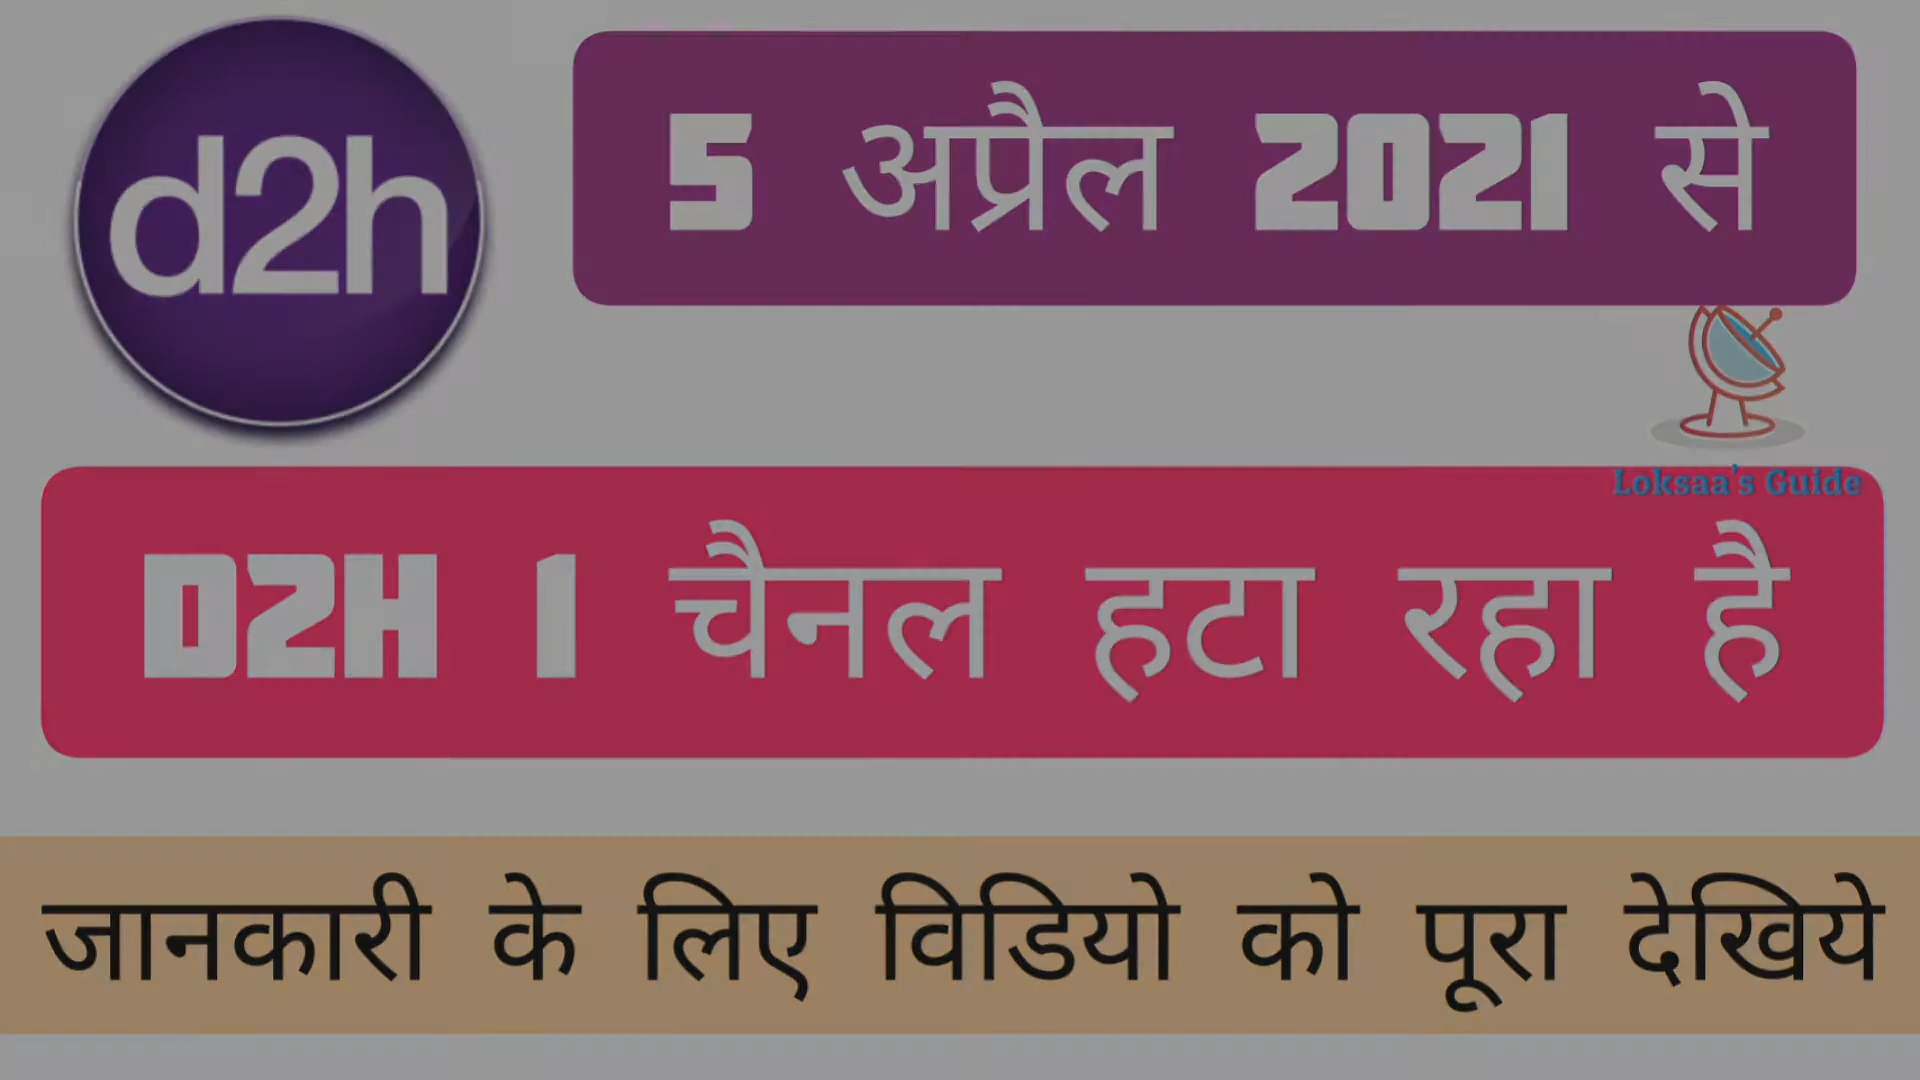 d2h
5 अप्रैल 2021 से
Loksaa's Guide
D2H 1 चैनल हटा रहा है
जानकारी के लिए विडियो को पूरा देखिये